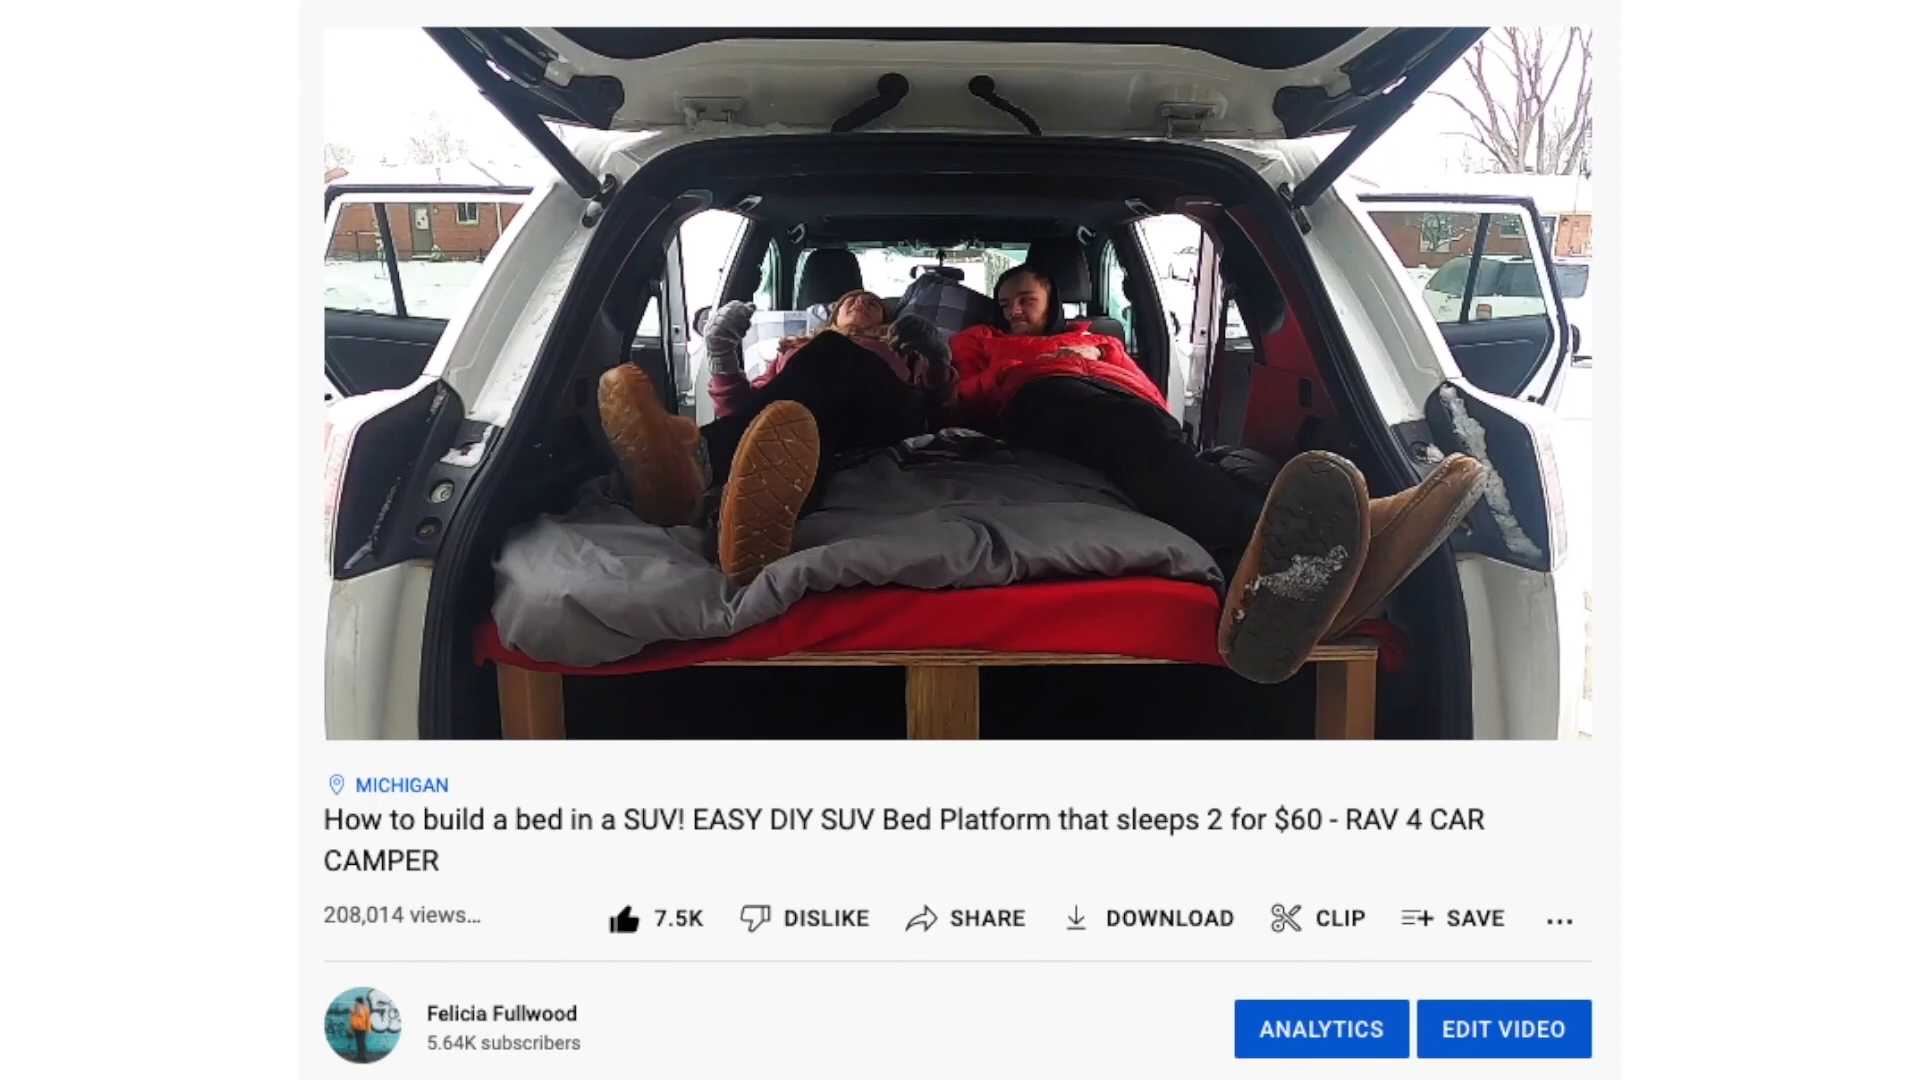 MICHIGAN
How to build a bed in a SUV! EASY DIY SUV Bed Platform that sleeps 2 for $60 - RAV 4 CAR
CAMPER
208,014 views...
7.5K DISLIKE SHARE DOWNLOAD CLIP SAVE ...
Felicia Fullwood
5.64K subscribers
ANALYTICS EDIT VIDEO